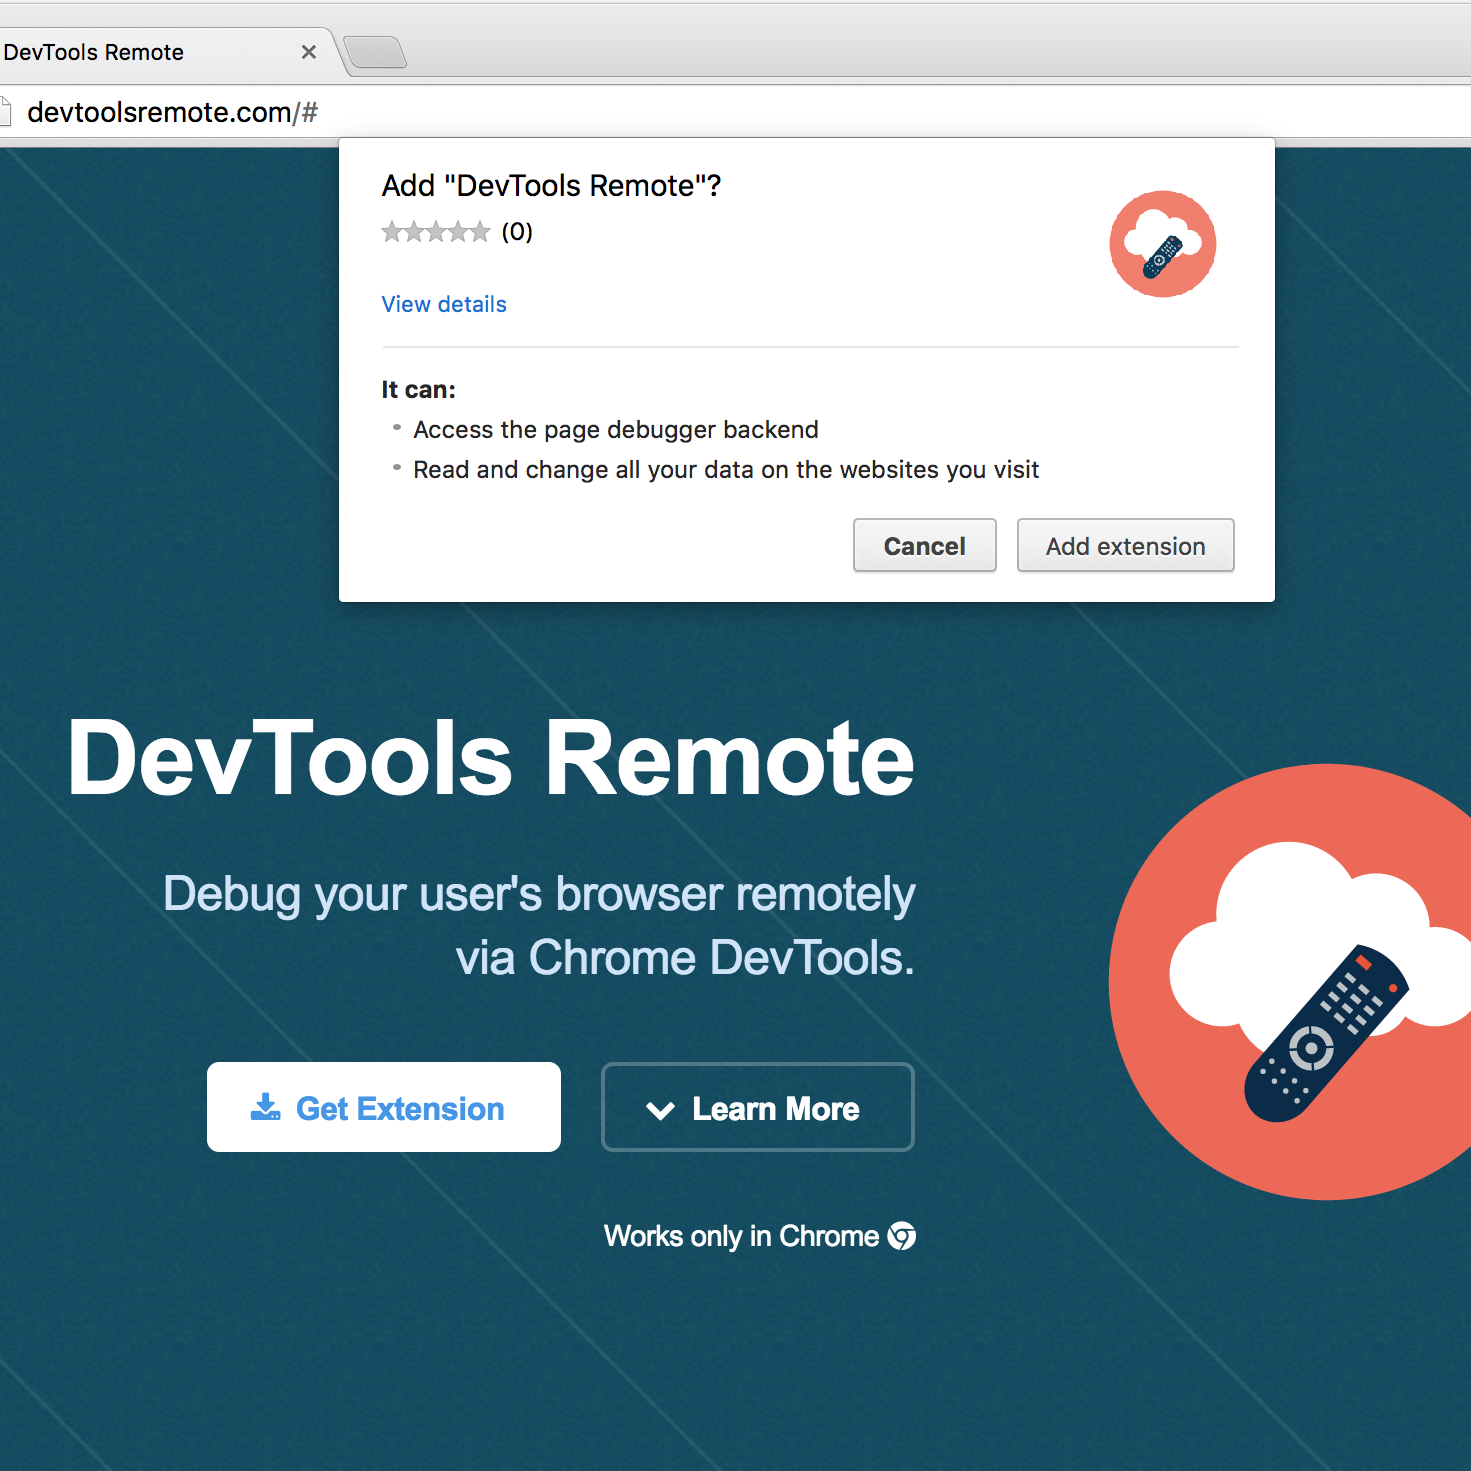 DevTools Remote
devtoolsremote.com/#
Add "DevTools Remote"?
(0)
View details
It can:
Access the page debugger backend
Read and change all your data on the websites you visit
Cancel
Add extension
DevTools Remote
Debug your user's browser remotely
via Chrome DevTools.
Get Extension
Learn More
Works only in Chrome